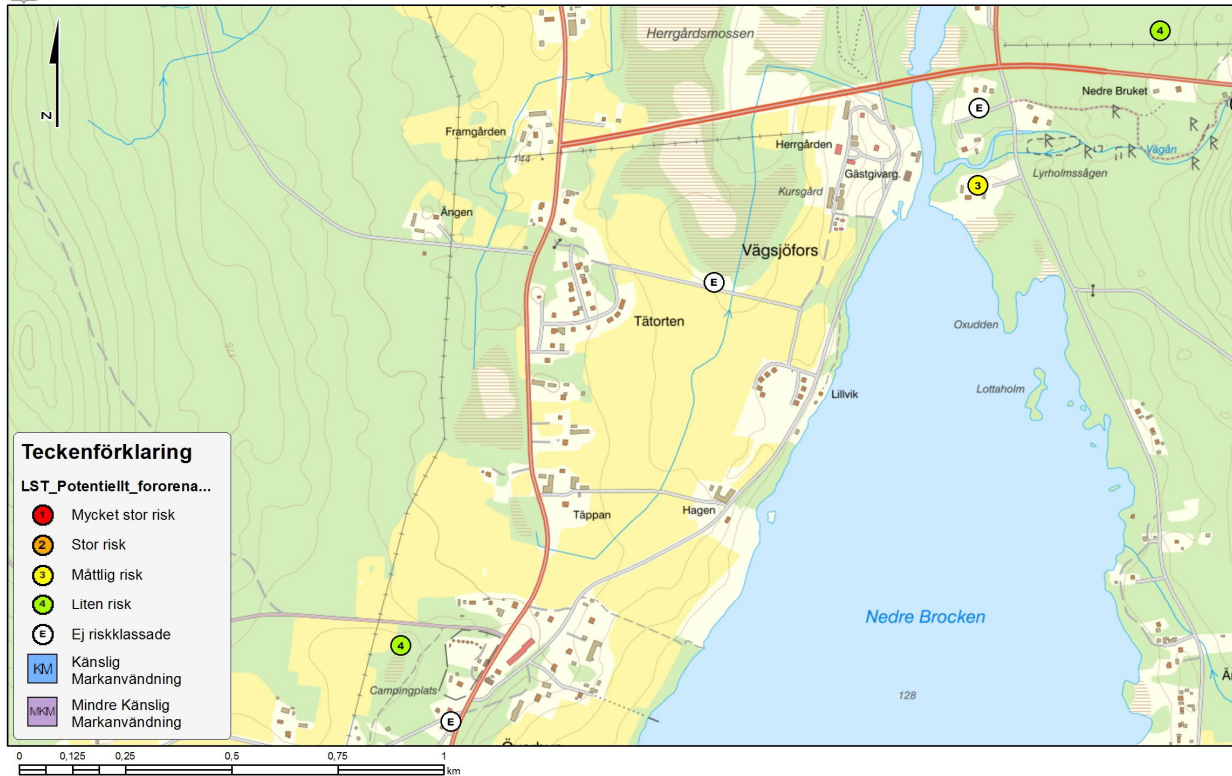 Herrgårdsmossen
4
N
Nedre Bruket
E
Framgården
144
Herrgården
Vägån
Lyrholmssågen
Gästgivarg.
Kursgård
3
Ängen
Vägsjöfors
E
Tätorten
Oxudden
175
Lottaholm
Lillvik
Teckenförklaring
LST_Potentiellt_fororena...
1 Mycket stor risk
2 Stor risk
3 Måttlig risk
4 Liten risk
E Ej riskklassade
KM Känslig
Markanvändning
MKM Mindre Känslig
Markanvändning
Täppan
Hagen
Nedre Brocken
4
Campingplats
128
E
0 0,125 0,25 0,5 0,75 1
km